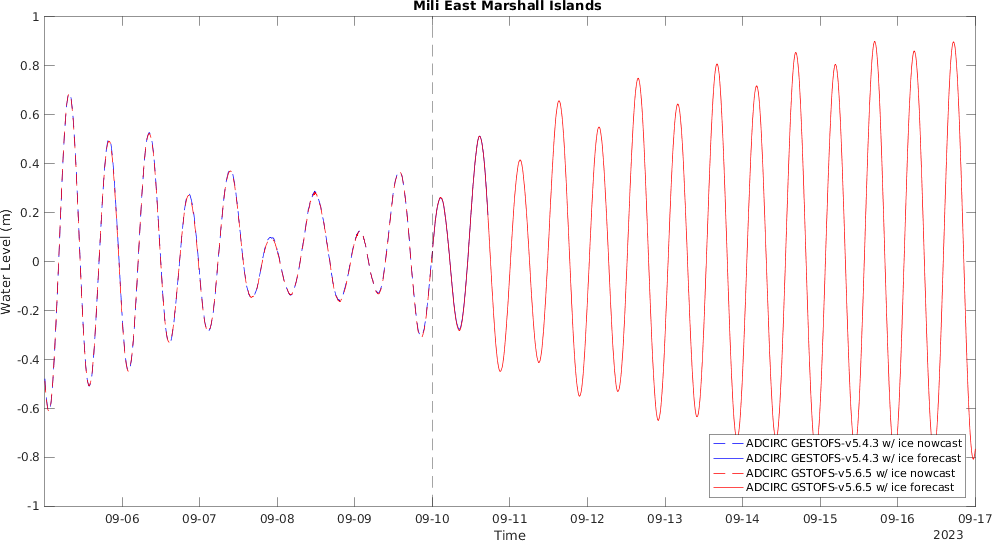 Mili East Marshall Islands
1
0.8
0.6
0.4
0.2
0
-0.2
-0.4
-0.6
-0.8
-1
Water Level (m)
ADCIRC GESTOFS-v5.4.3 w/ ice nowcast
ADCIRC GESTOFS-v5.4.3 w/ ice forecast
ADCIRC GSTOFS-v5.6.5 w/ ice nowcast
ADCIRC GSTOFS-v5.6.5 w/ ice forecast
09-06 09-07 09-08 09-09 09-10 09-11 09-12 09-13 09-14 09-15 09-16 09-17
Time
2023